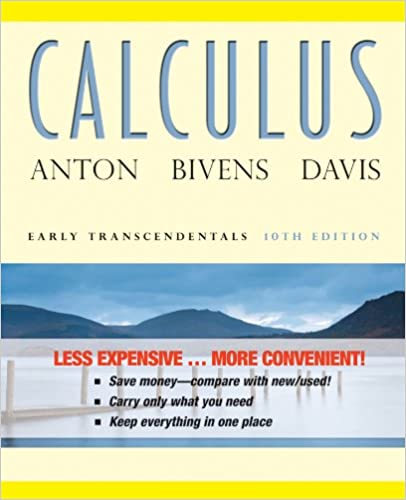 CALCULUS
ANTON BIVENS DAVIS
EARLY TRANSCENDENTALS 10TH EDITION
LESS EXPENSIVE ... MORE CONVENIENT!
▪ Save money—compare with new/used!
▪ Carry only what you need
▪ Keep everything in one place